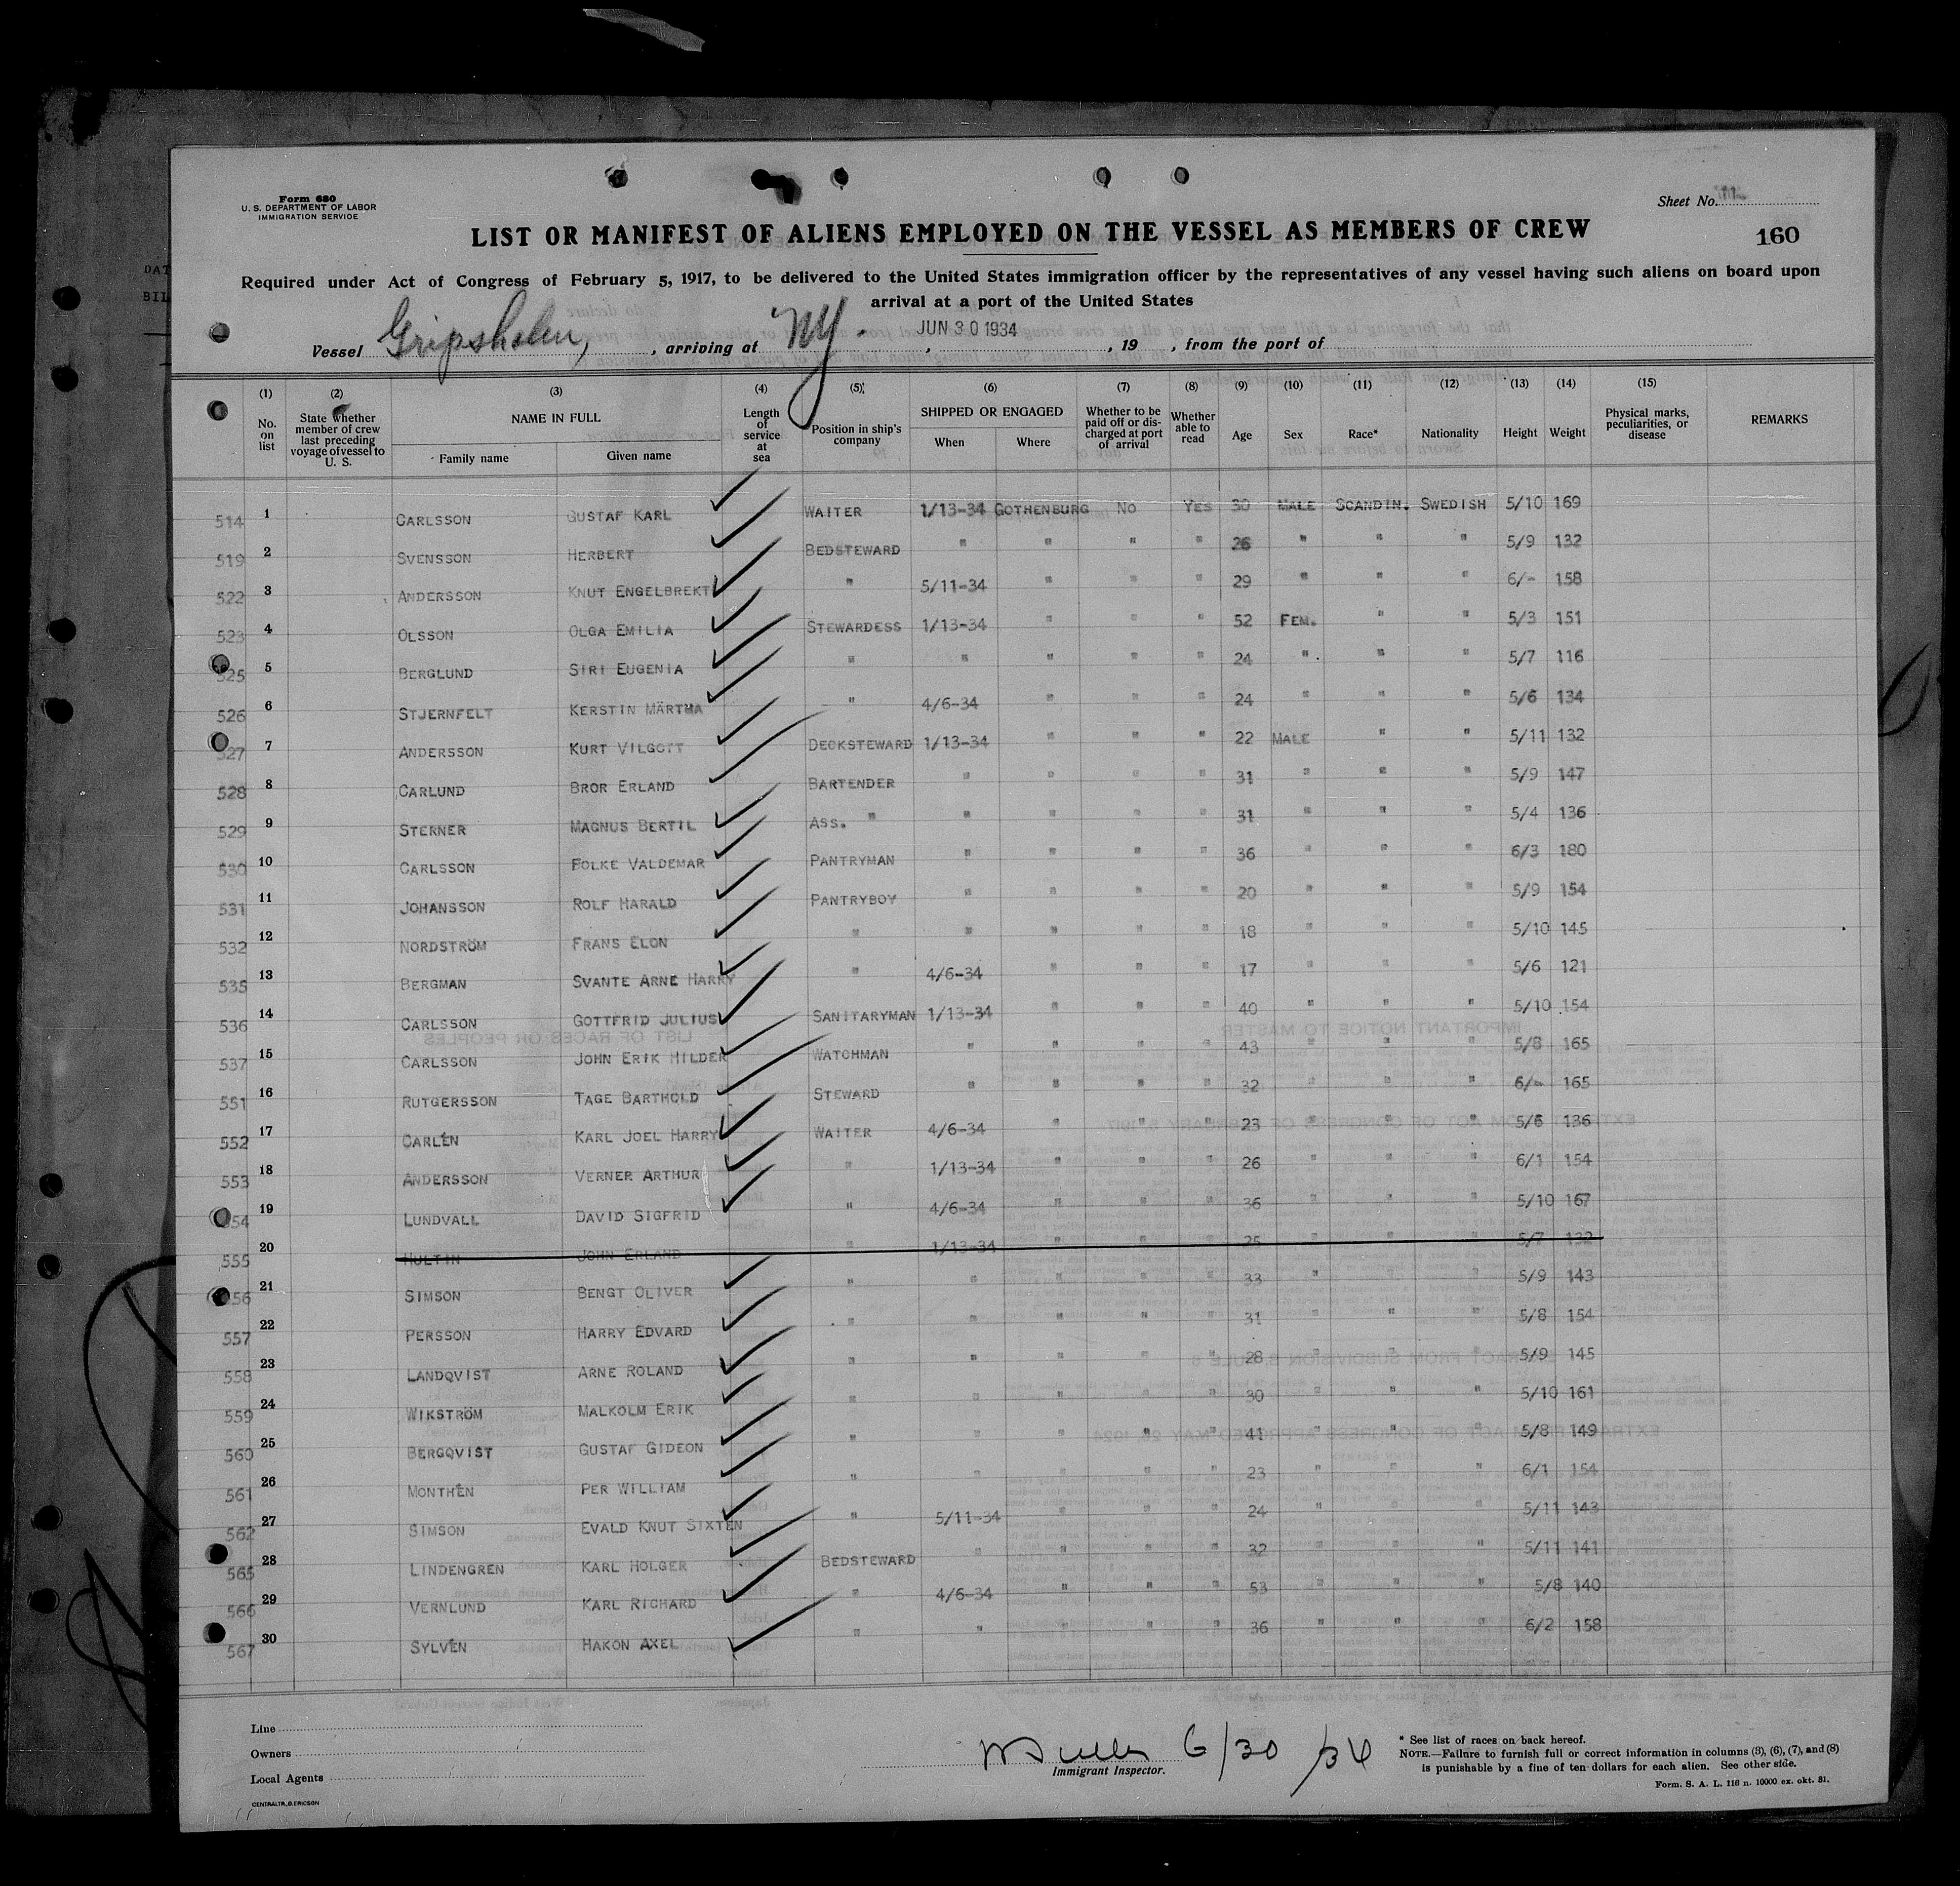 Form 680
U. S. DEPARTMENT OF LABOR
IMMIGRATION SERVICE
Sheet No.
LIST OR MANIFEST OF ALIENS EMPLOYED ON THE VESSEL AS MEMBERS OF CREW
160
Required under Act of Congress of February 5, 1917, to be delivered to the United States immigration officer by the representatives of any vessel having such aliens on board upon
arrival at a port of the United States
Vessel Gripsholm, , arriving at NY. , JUN 30 1934 , 19 , from the port of
(1) No. on list (2) State whether member of crew last preceding voyage of vessel to U. S. (3) NAME IN FULL Family name Given name (4) Length of service at sea (5) Position in ship's company (6) SHIPPED OR ENGAGED When Where (7) Whether to be paid off or discharged at port of arrival (8) Whether able to read (9) Age (10) Sex (11) Race* (12) Nationality (13) Height (14) Weight (15) Physical marks, peculiarities, or disease REMARKS
514 1 CARLSSON GUSTAF KARL WAITER 1/13-34 GOTHENBURG NO YES 30 MALE SCANDIN. SWEDISH 5/10 169
519 2 SVENSSON HERBERT BEDSTEWARD " " " " 26 " " " 5/9 132
522 3 ANDERSSON KNUT ENGELBREKT " 5/11-34 " " " 29 " " " 6/- 158
523 4 OLSSON OLGA EMILIA STEWARDESS 1/13-34 " " " 52 FEM. " " 5/3 151
525 5 BERGLUND SIRI EUGENIA " " " " " 24 " " " 5/7 116
526 6 STJERNFELT KERSTIN MÄRTHA " 4/6-34 " " " 24 " " " 5/6 134
527 7 ANDERSSON KURT VILGOTT DECKSTEWARD 1/13-34 " " " 22 MALE " " 5/11 132
528 8 CARLUND BROR ERLAND BARTENDER " " " " 31 " " " 5/9 147
529 9 STERNER MAGNUS BERTIL ASS. " " " " " 31 " " " 5/4 136
530 10 CARLSSON FOLKE VALDEMAR PANTRYMAN " " " " 36 " " " 6/3 180
531 11 JOHANSSON ROLF HARALD PANTRYBOY " " " " 20 " " " 5/9 154
532 12 NORDSTRÖM FRANS ELON " " " " " 18 " " " 5/10 145
535 13 BERGMAN SVANTE ARNE HARRY " 4/6-34 " " " 17 " " " 5/6 121
536 14 CARLSSON GOTTFRID JULIUS SANITARYMAN 1/13-34 " " " 40 " " " 5/10 154
537 15 CARLSSON JOHN ERIK HILDER WATCHMAN " " " " 43 " " " 5/8 165
551 16 RUTGERSSON TAGE BARTHOLD STEWARD " " " " 32 " " " 6/- 165
552 17 CARLÉN KARL JOEL HARRY WAITER 4/6-34 " " " 23 " " " 5/6 136
553 18 ANDERSSON VERNER ARTHUR " 1/13-34 " " " 26 " " " 6/1 154
554 19 LUNDVALL DAVID SIGFRID " 4/6-34 " " " 36 " " " 5/10 167
555 20 HULTIN JOHN ERLAND " 1/13-34 " " " 25 " " " 5/7 132
556 21 SIMSON BENGT OLIVER " " " " " 33 " " " 5/9 143
557 22 PERSSON HARRY EDVARD " " " " " 31 " " " 5/8 154
558 23 LANDQVIST ARNE ROLAND " " " " " 28 " " " 5/9 145
559 24 WIKSTRÖM MALKOLM ERIK " " " " " 30 " " " 5/10 161
560 25 BERGQVIST GUSTAF GIDEON " " " " " 41 " " " 5/8 149
561 26 MONTHÉN PER WILLIAM " " " " " 23 " " " 6/1 154
562 27 SIMSON EVALD KNUT SIXTEN " 5/11-34 " " " 24 " " " 5/11 143
565 28 LINDENGREN KARL HOLGER BEDSTEWARD " " " " 32 " " " 5/11 141
566 29 VERNLUND KARL RICHARD " 4/6-34 " " " 53 " " " 5/8 140
567 30 SYLVÉN HAKON AXEL " " " " " 36 " " " 6/2 158
Line
Owners
Local Agents
CENTRALTR., G. ERICSON
6/30/34
Immigrant Inspector.
* See list of races on back hereof.
NOTE.—Failure to furnish full or correct information in columns (3), (6), (7), and (8)
is punishable by a fine of ten dollars for each alien. See other side.
Form. S. A. L. 116 n. 10000 ex. okt. 31.